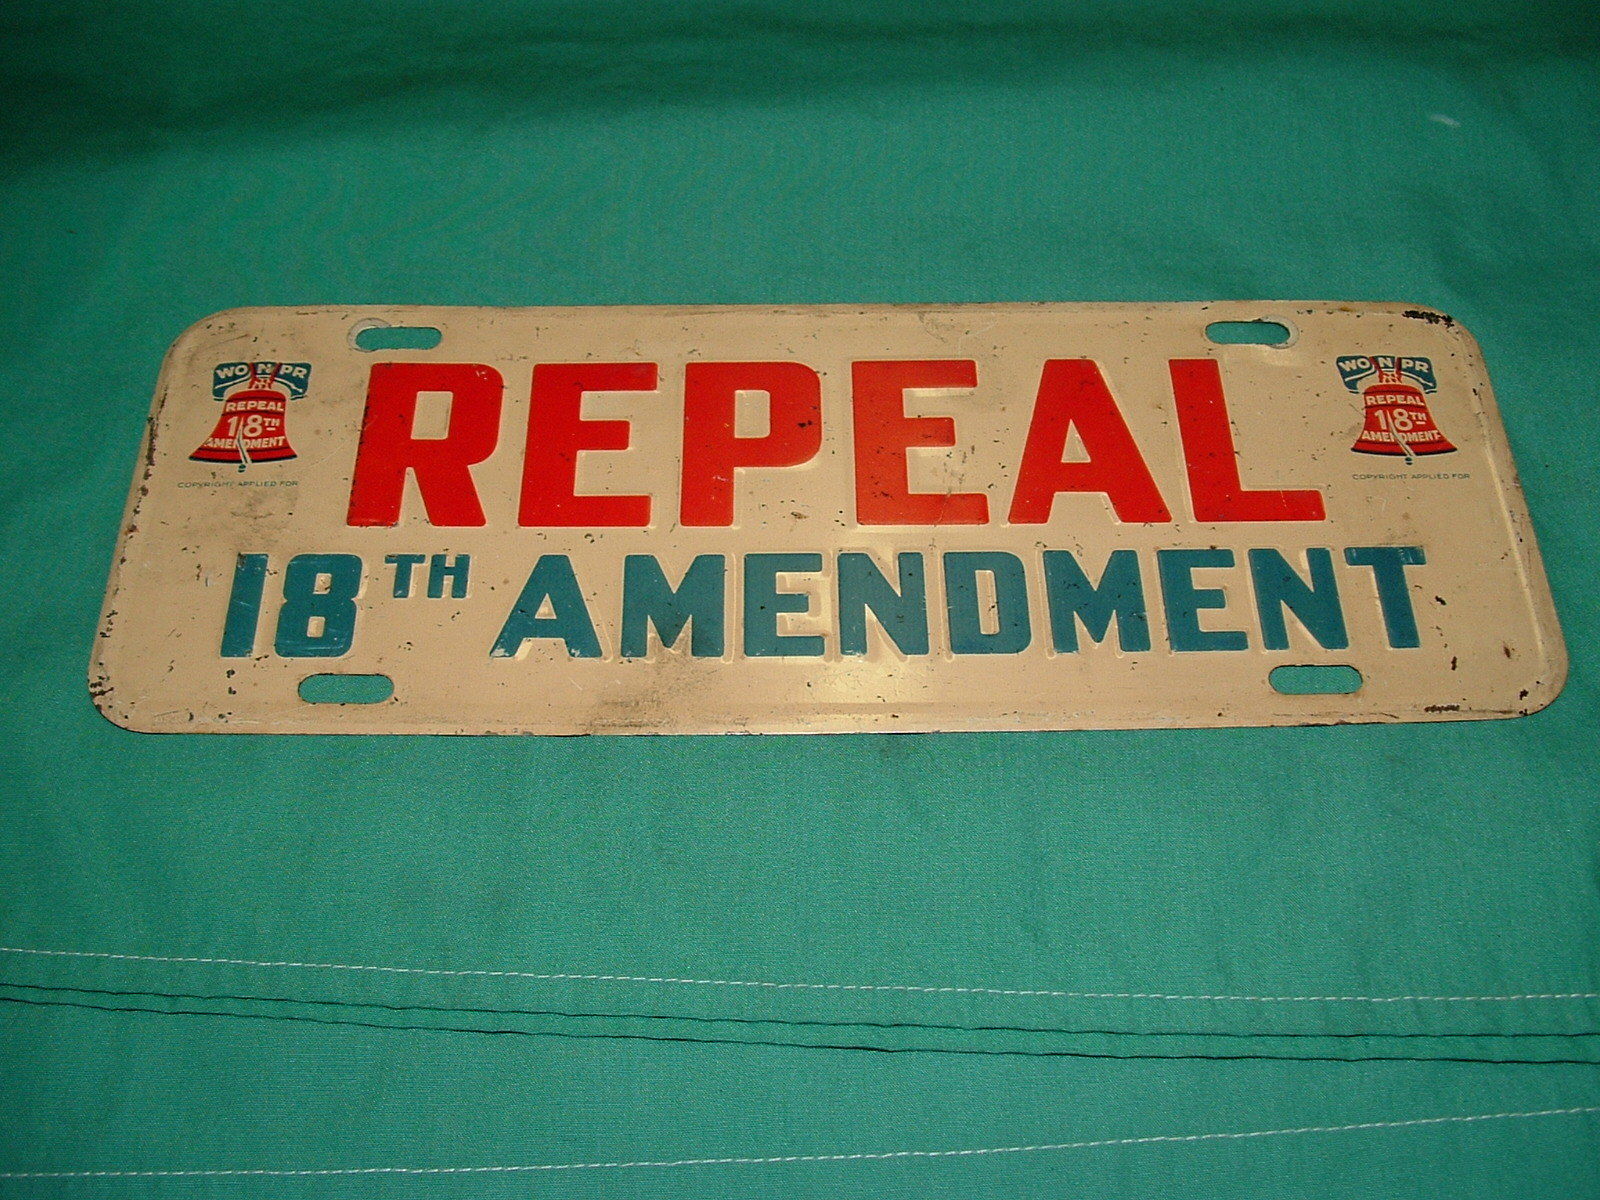 REPEAL
18TH AMENDMENT
WONPR
REPEAL
18TH
AMENDMENT
COPYRIGHT APPLIED FOR
WONPR
REPEAL
18TH
AMENDMENT
COPYRIGHT APPLIED FOR